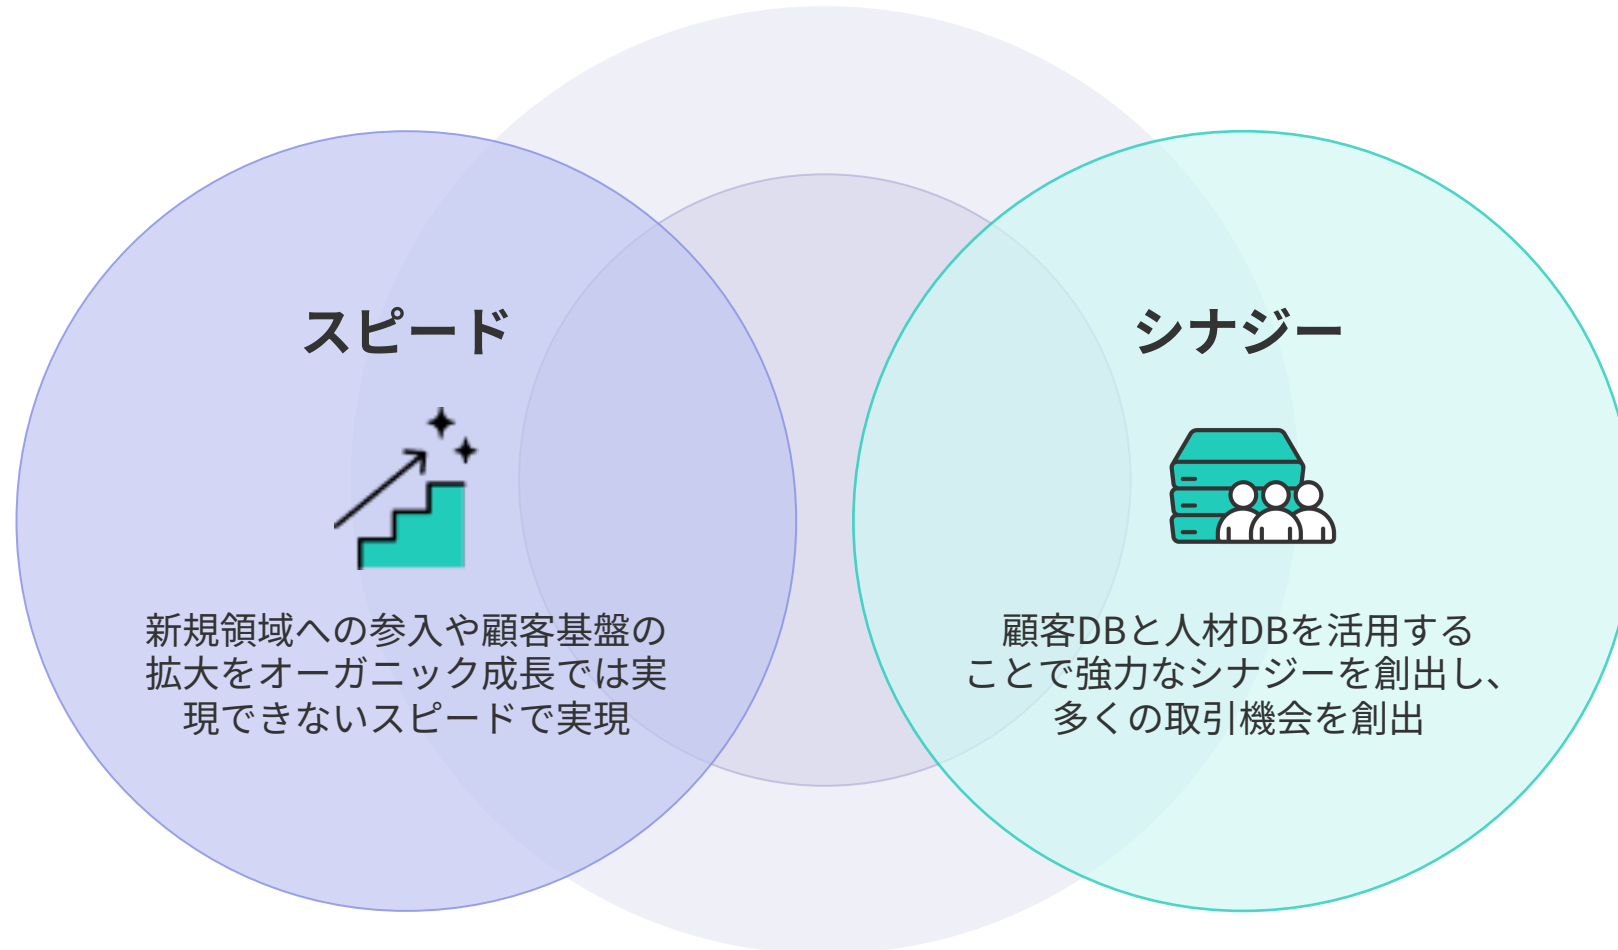 スピード
新規領域への参入や顧客基盤の
拡大をオーガニック成長では実
現できないスピードで実現
シナジー
顧客DBと人材DBを活用する
ことで強力なシナジーを創出し、
多くの取引機会を創出